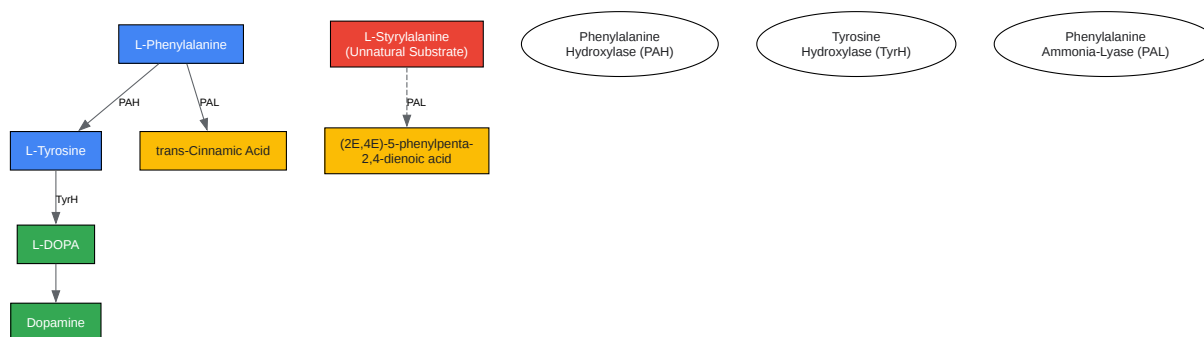 L-Phenylalanine
L-Styrylalanine
(Unnatural Substrate)
Phenylalanine
Hydroxylase (PAH)
Tyrosine
Hydroxylase (TyrH)
Phenylalanine
Ammonia-Lyase (PAL)
PAH
PAL
PAL
L-Tyrosine
trans-Cinnamic Acid
(2E,4E)-5-phenylpenta-
2,4-dienoic acid
TyrH
L-DOPA
Dopamine